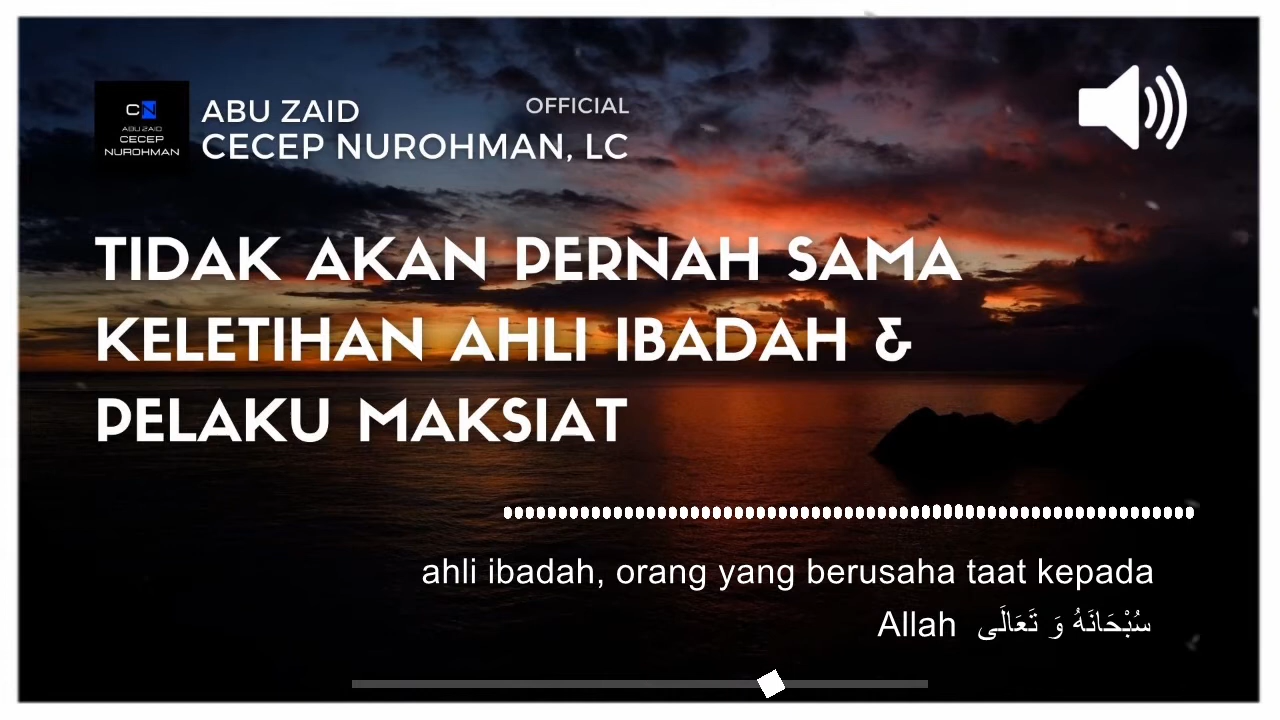 CN
ABU ZAID
CECEP
NUROHMAN
ABU ZAID
OFFICIAL
CECEP NUROHMAN, LC
TIDAK AKAN PERNAH SAMA
KELETIHAN AHLI IBADAH &
PELAKU MAKSIAT
ahli ibadah, orang yang berusaha taat kepada
Allah سُبْحَانَهُ وَ تَعَالَى